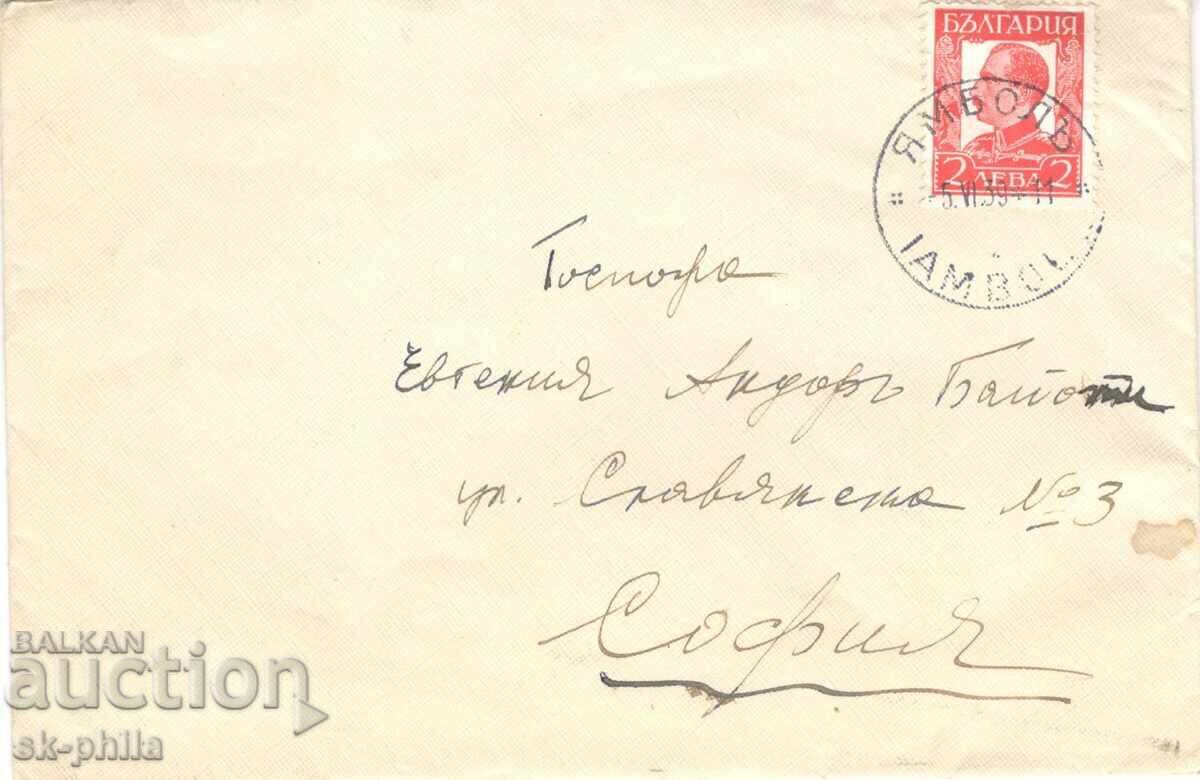 БЪЛГАРИЯ
2 ЛЕВА 2
ЯМБОЛЪ
5.VI.39-11
IAMBOL
Госпожа
Евгения Андоръ
ул. Славянска № 3
София
BALKAN
auction
sk-phila